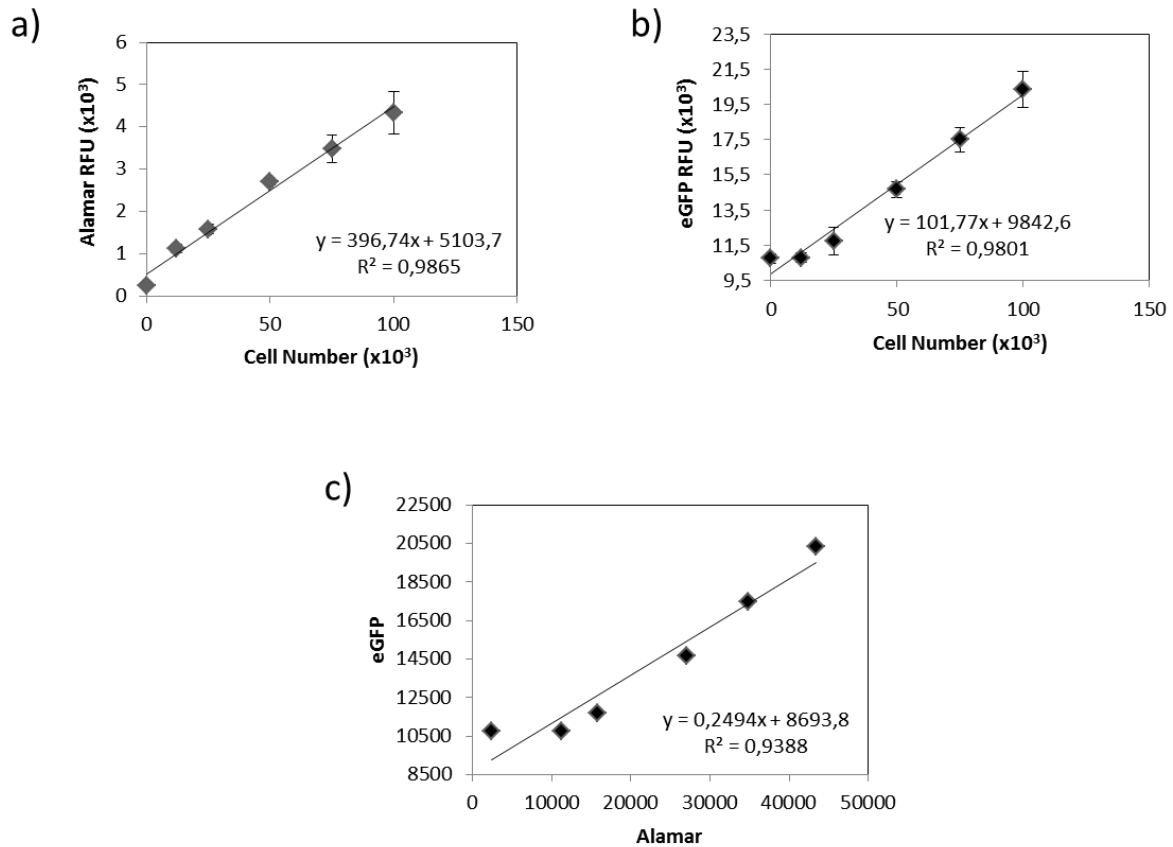 a)
6
5
4
3
2
1
0
Alamar RFU (x10³)
y = 396,74x + 5103,7
R² = 0,9865
0 50 100 150
Cell Number (x10³)
b)
23,5
21,5
19,5
17,5
15,5
13,5
11,5
9,5
eGFP RFU (x10³)
y = 101,77x + 9842,6
R² = 0,9801
0 50 100 150
Cell Number (x10³)
c)
22500
20500
18500
16500
14500
12500
10500
8500
eGFP
y = 0,2494x + 8693,8
R² = 0,9388
0 10000 20000 30000 40000 50000
Alamar